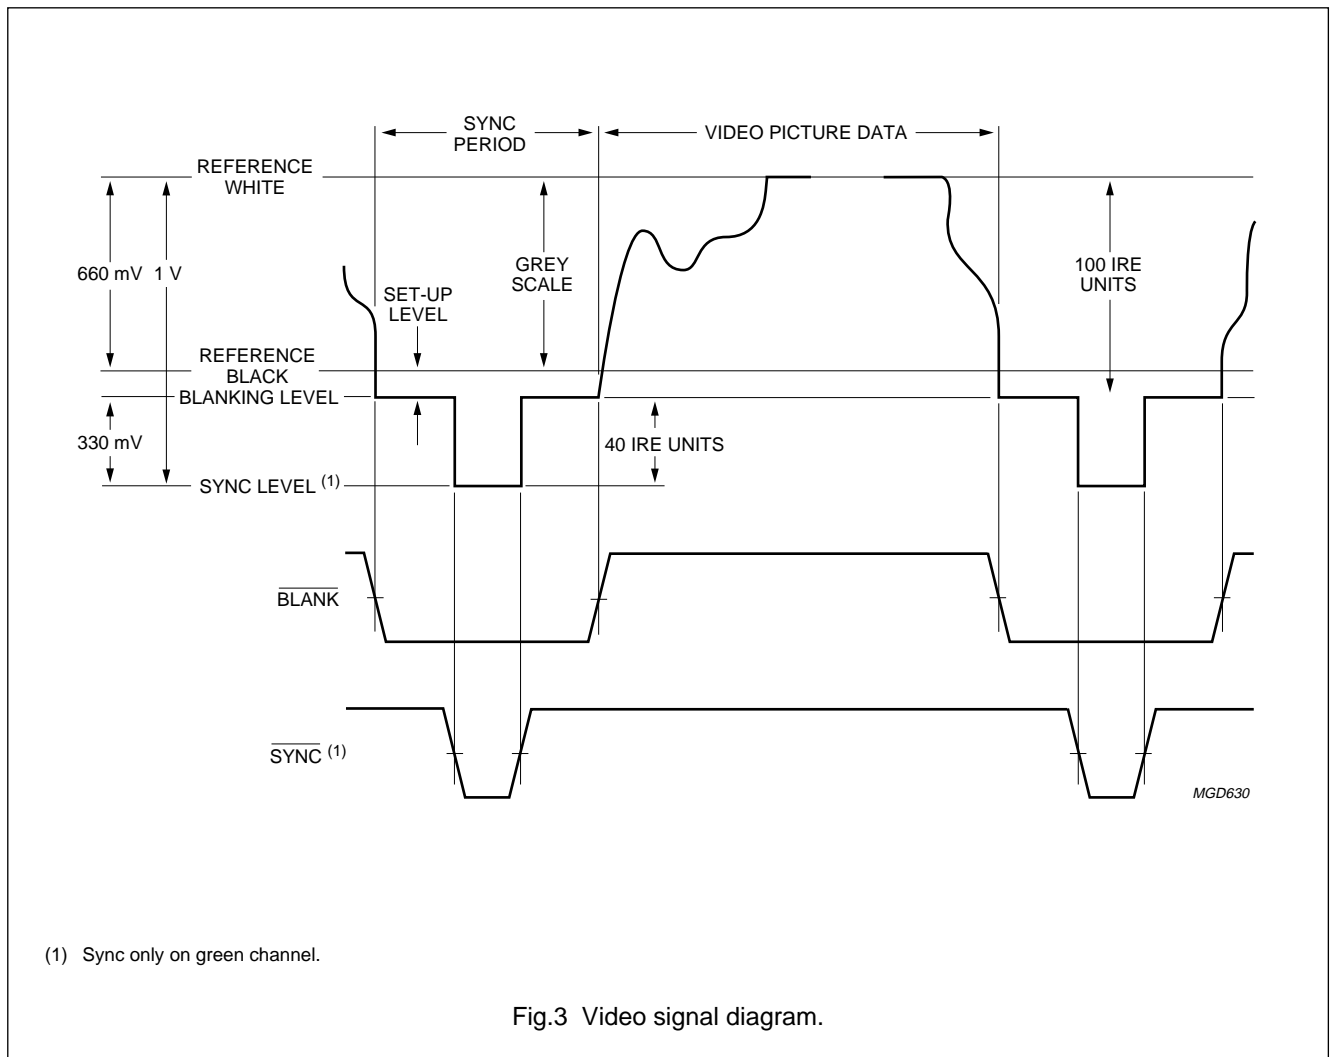 SYNC
PERIOD
VIDEO PICTURE DATA
REFERENCE
WHITE
660 mV 1 V
SET-UP
LEVEL
GREY
SCALE
100 IRE
UNITS
REFERENCE
BLACK
BLANKING LEVEL
330 mV
40 IRE UNITS
SYNC LEVEL (1)
BLANK
SYNC (1)
MGD630
(1) Sync only on green channel.
Fig.3 Video signal diagram.